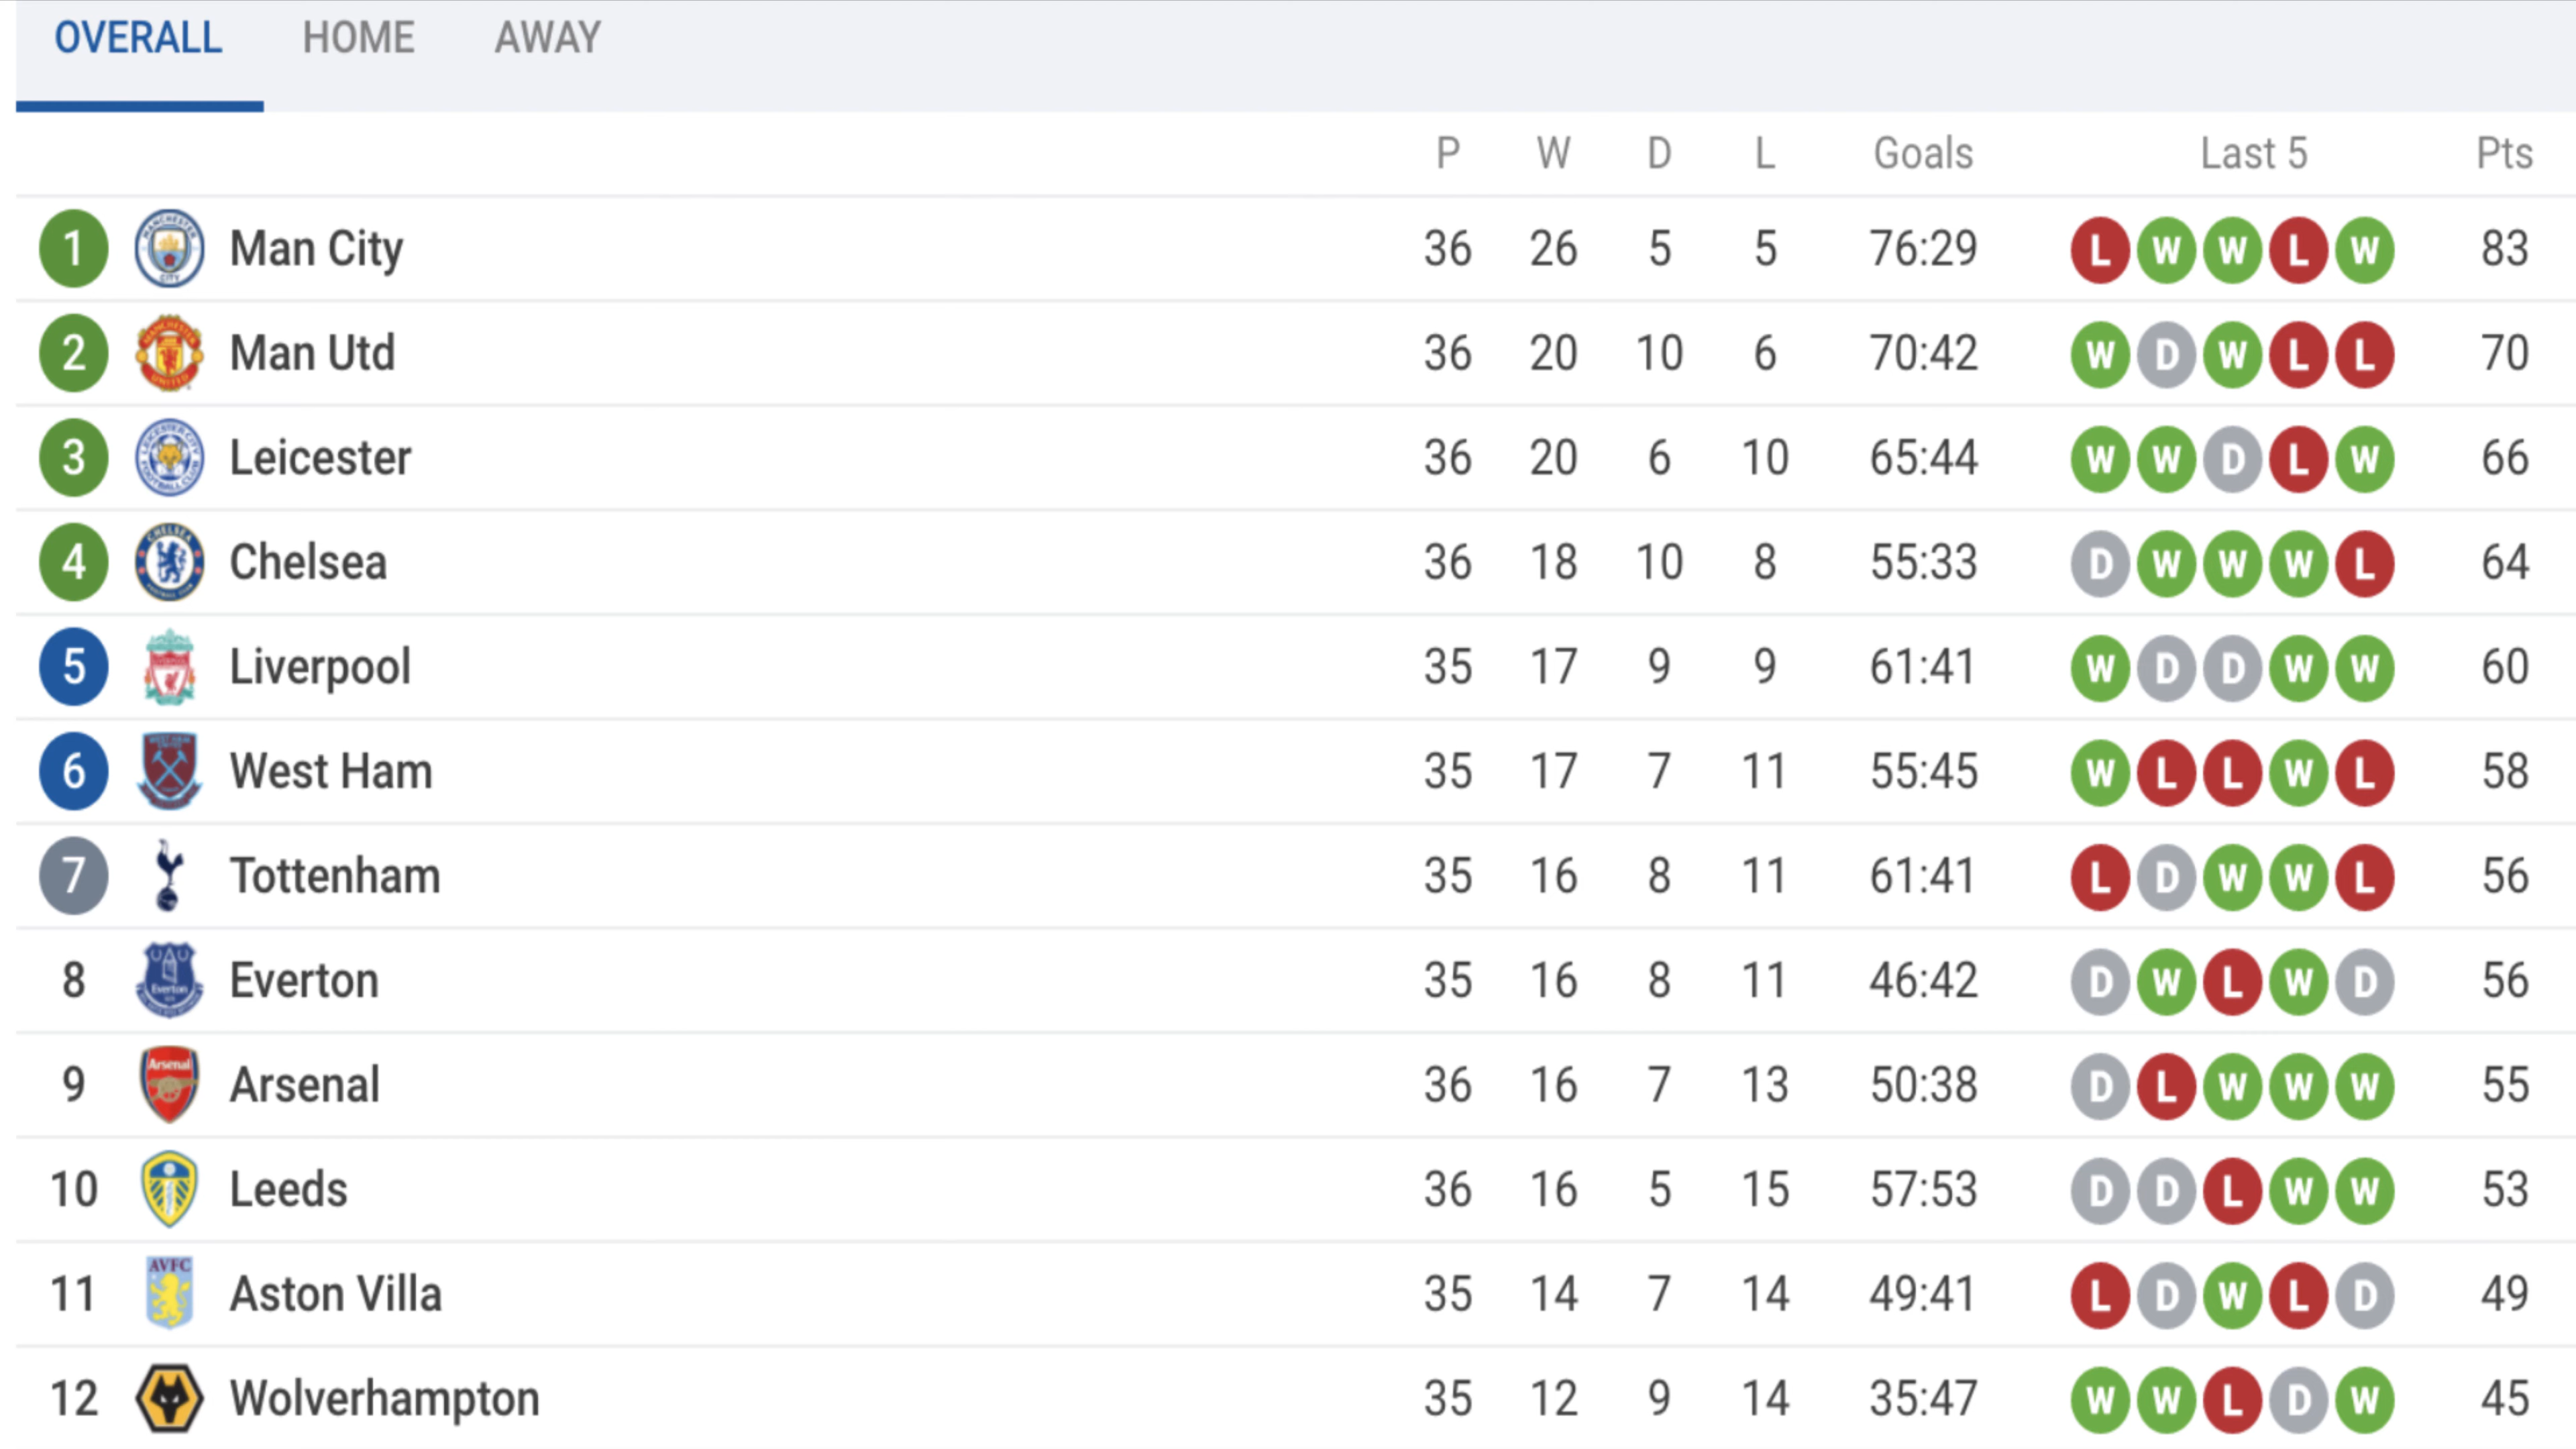 OVERALL HOME AWAY
P W D L Goals Last 5 Pts
1 Man City 36 26 5 5 76:29 L W W L W 83
2 Man Utd 36 20 10 6 70:42 W D W L L 70
3 Leicester 36 20 6 10 65:44 W W D L W 66
4 Chelsea 36 18 10 8 55:33 D W W W L 64
5 Liverpool 35 17 9 9 61:41 W D D W W 60
6 West Ham 35 17 7 11 55:45 W L L W L 58
7 Tottenham 35 16 8 11 61:41 L D W W L 56
8 Everton Everton 35 16 8 11 46:42 D W L W D 56
9 Arsenal Arsenal 36 16 7 13 50:38 D L W W W 55
10 Leeds 36 16 5 15 57:53 D D L W W 53
11 AVFC Aston Villa 35 14 7 14 49:41 L D W L D 49
12 Wolverhampton 35 12 9 14 35:47 W W L D W 45